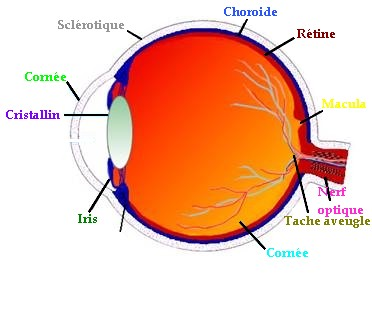 Choroide
Sclérotique
Rétine
Cornée
Macula
Cristallin
Nerf
optique
Tache aveugle
Iris
Cornée